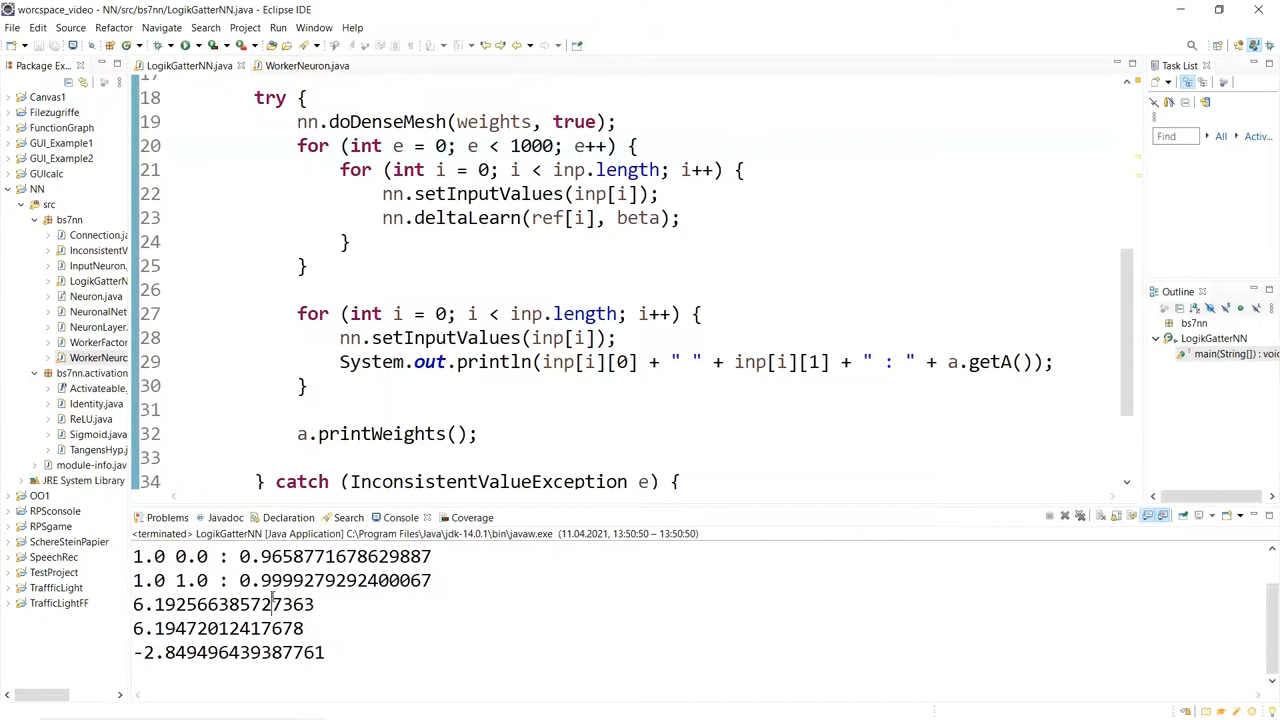 worcspace_video - NN/src/bs7nn/LogikGatterNN.java - Eclipse IDE
File Edit Source Refactor Navigate Search Project Run Window Help
Package Ex...
Canvas1
Filezugriffe
FunctionGraph
GUI_Example1
GUI_Example2
GUIcalc
NN
src
bs7nn
Connection.ja
InconsistentV
InputNeuron.
LogikGatterN
Neuron.java
NeuronalNet
NeuronLayer.
WorkerFactor
WorkerNeurc
bs7nn.activation
Activateable.
Identity.java
ReLU.java
Sigmoid.java
TangensHyp.j
module-info.jav
JRE System Library
OO1
RPSconsole
RPSgame
SchereSteinPapier
SpeechRec
TestProject
TraffficLight
TrafficLightFF
LogikGatterNN.java WorkerNeuron.java
17
18 try {
19 nn.doDenseMesh(weights, true);
20 for (int e = 0; e < 1000; e++) {
21 for (int i = 0; i < inp.length; i++) {
22 nn.setInputValues(inp[i]);
23 nn.deltaLearn(ref[i], beta);
24 }
25 }
26
27 for (int i = 0; i < inp.length; i++) {
28 nn.setInputValues(inp[i]);
29 System.out.println(inp[i][0] + " " + inp[i][1] + " : " + a.getA());
30 }
31
32 a.printWeights();
33
34 } catch (InconsistentValueException e) {
Problems Javadoc Declaration Search Console Coverage
<terminated> LogikGatterNN [Java Application] C:\Program Files\Java\jdk-14.0.1\bin\javaw.exe (11.04.2021, 13:50:50 – 13:50:50)
1.0 0.0 : 0.9658771678629887
1.0 1.0 : 0.9999279292400067
6.192566385727363
6.19472012417678
-2.849496439387761
Task List
Find All Activ...
Outline
bs7nn
LogikGatterNN
main(String[]) : voic